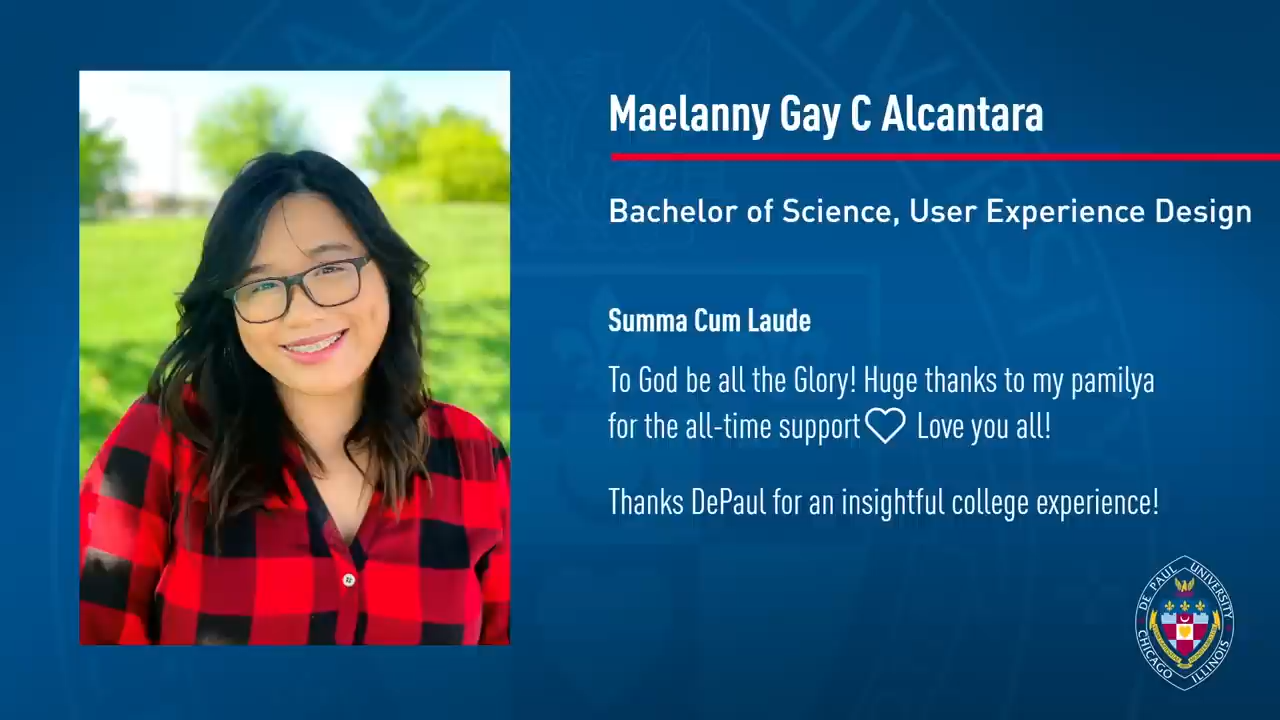 Maelanny Gay C Alcantara
Bachelor of Science, User Experience Design
Summa Cum Laude
To God be all the Glory! Huge thanks to my pamilya
for the all-time support♡ Love you all!
Thanks DePaul for an insightful college experience!
DE PAUL UNIVERSITY
CHICAGO ILLINOIS